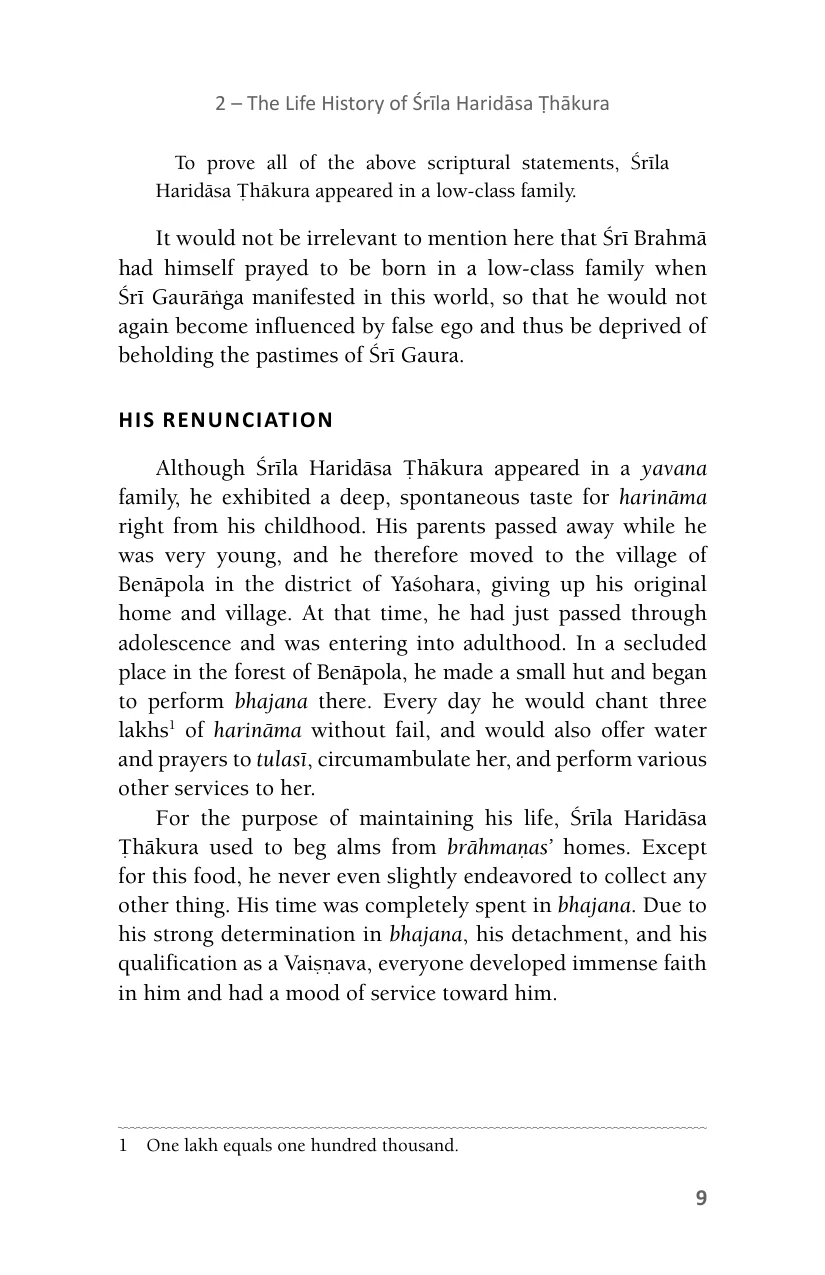 2 – The Life History of Śrīla Haridāsa Ṭhākura
To prove all of the above scriptural statements, Śrīla
Haridāsa Ṭhākura appeared in a low-class family.
It would not be irrelevant to mention here that Śrī Brahmā
had himself prayed to be born in a low-class family when
Śrī Gaurāṅga manifested in this world, so that he would not
again become influenced by false ego and thus be deprived of
beholding the pastimes of Śrī Gaura.
HIS RENUNCIATION
Although Śrīla Haridāsa Ṭhākura appeared in a yavana
family, he exhibited a deep, spontaneous taste for harināma
right from his childhood. His parents passed away while he
was very young, and he therefore moved to the village of
Benāpola in the district of Yaśohara, giving up his original
home and village. At that time, he had just passed through
adolescence and was entering into adulthood. In a secluded
place in the forest of Benāpola, he made a small hut and began
to perform bhajana there. Every day he would chant three
lakhs¹ of harināma without fail, and would also offer water
and prayers to tulasī, circumambulate her, and perform various
other services to her.
For the purpose of maintaining his life, Śrīla Haridāsa
Ṭhākura used to beg alms from brāhmaṇas’ homes. Except
for this food, he never even slightly endeavored to collect any
other thing. His time was completely spent in bhajana. Due to
his strong determination in bhajana, his detachment, and his
qualification as a Vaiṣṇava, everyone developed immense faith
in him and had a mood of service toward him.
1 One lakh equals one hundred thousand.
9